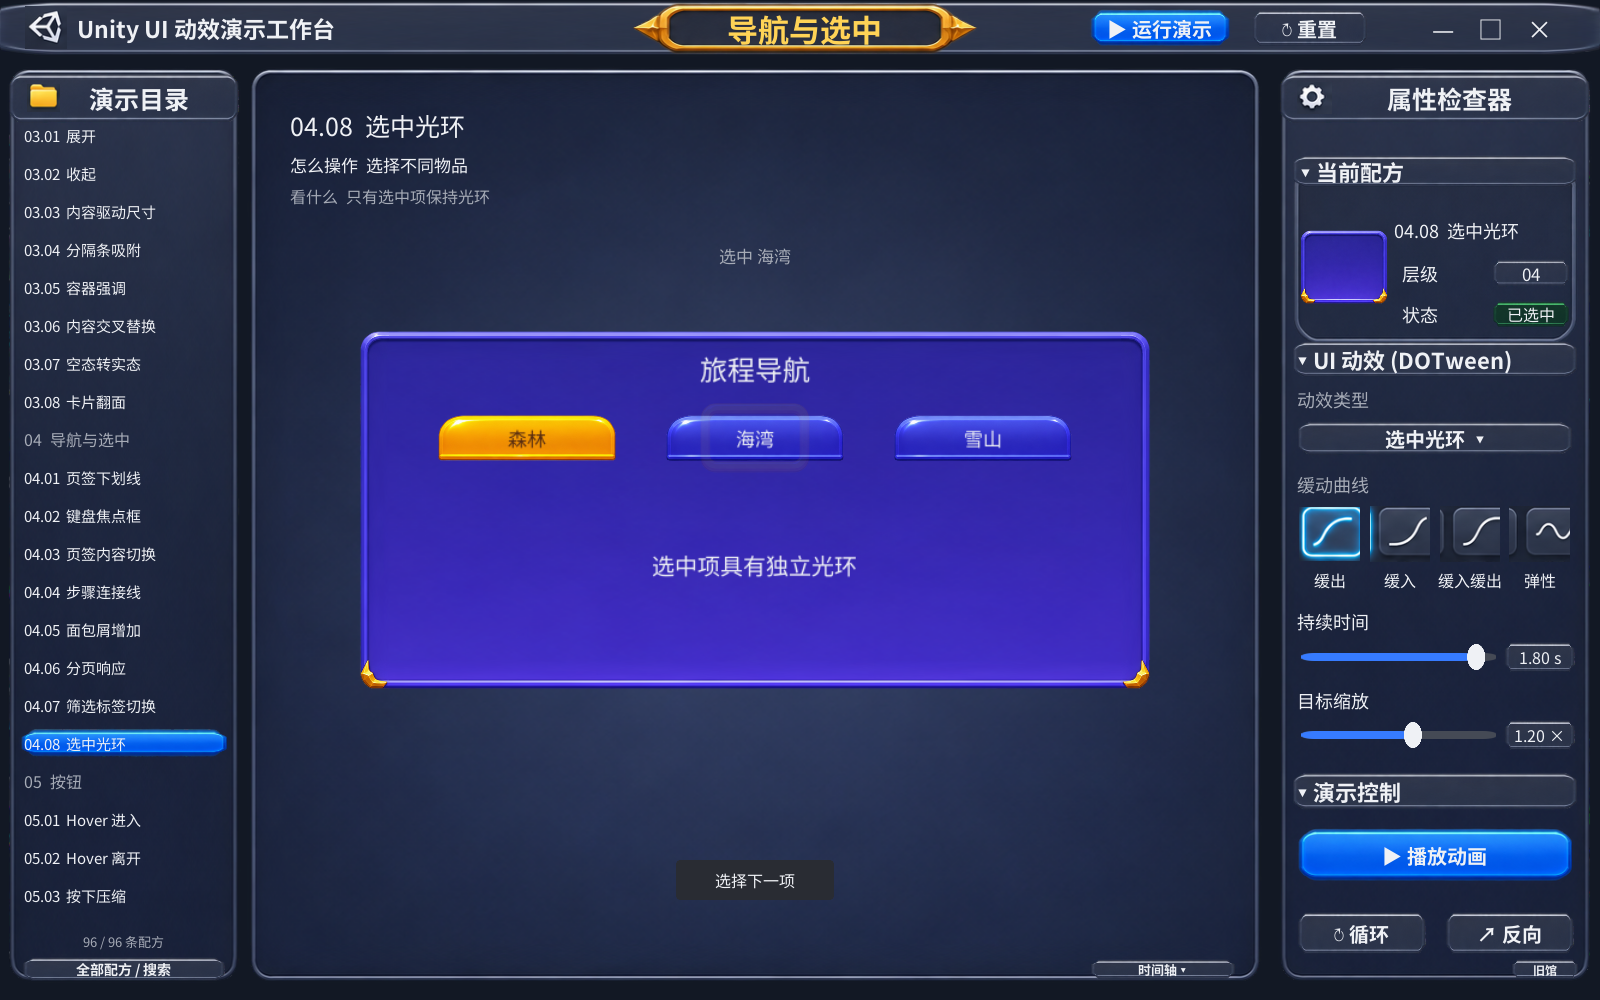 Unity UI 动效演示工作台
导航与选中
▶ 运行演示
重置
演示目录
03.01 展开
03.02 收起
03.03 内容驱动尺寸
03.04 分隔条吸附
03.05 容器强调
03.06 内容交叉替换
03.07 空态转实态
03.08 卡片翻面
04 导航与选中
04.01 页签下划线
04.02 键盘焦点框
04.03 页签内容切换
04.04 步骤连接线
04.05 面包屑增加
04.06 分页响应
04.07 筛选标签切换
04.08 选中光环
05 按钮
05.01 Hover 进入
05.02 Hover 离开
05.03 按下压缩
96 / 96 条配方
全部配方 / 搜索
04.08 选中光环
怎么操作 选择不同物品
看什么 只有选中项保持光环
选中 海湾
旅程导航
森林
海湾
雪山
选中项具有独立光环
选择下一项
时间轴 ▾
属性检查器
▾ 当前配方
04.08 选中光环
层级 04
状态 已选中
▾ UI 动效 (DOTween)
动效类型
选中光环 ▾
缓动曲线
缓出 缓入 缓入缓出 弹性
持续时间
1.80 s
目标缩放
1.20 ×
▾ 演示控制
▶ 播放动画
↻ 循环
↗ 反向
旧馆